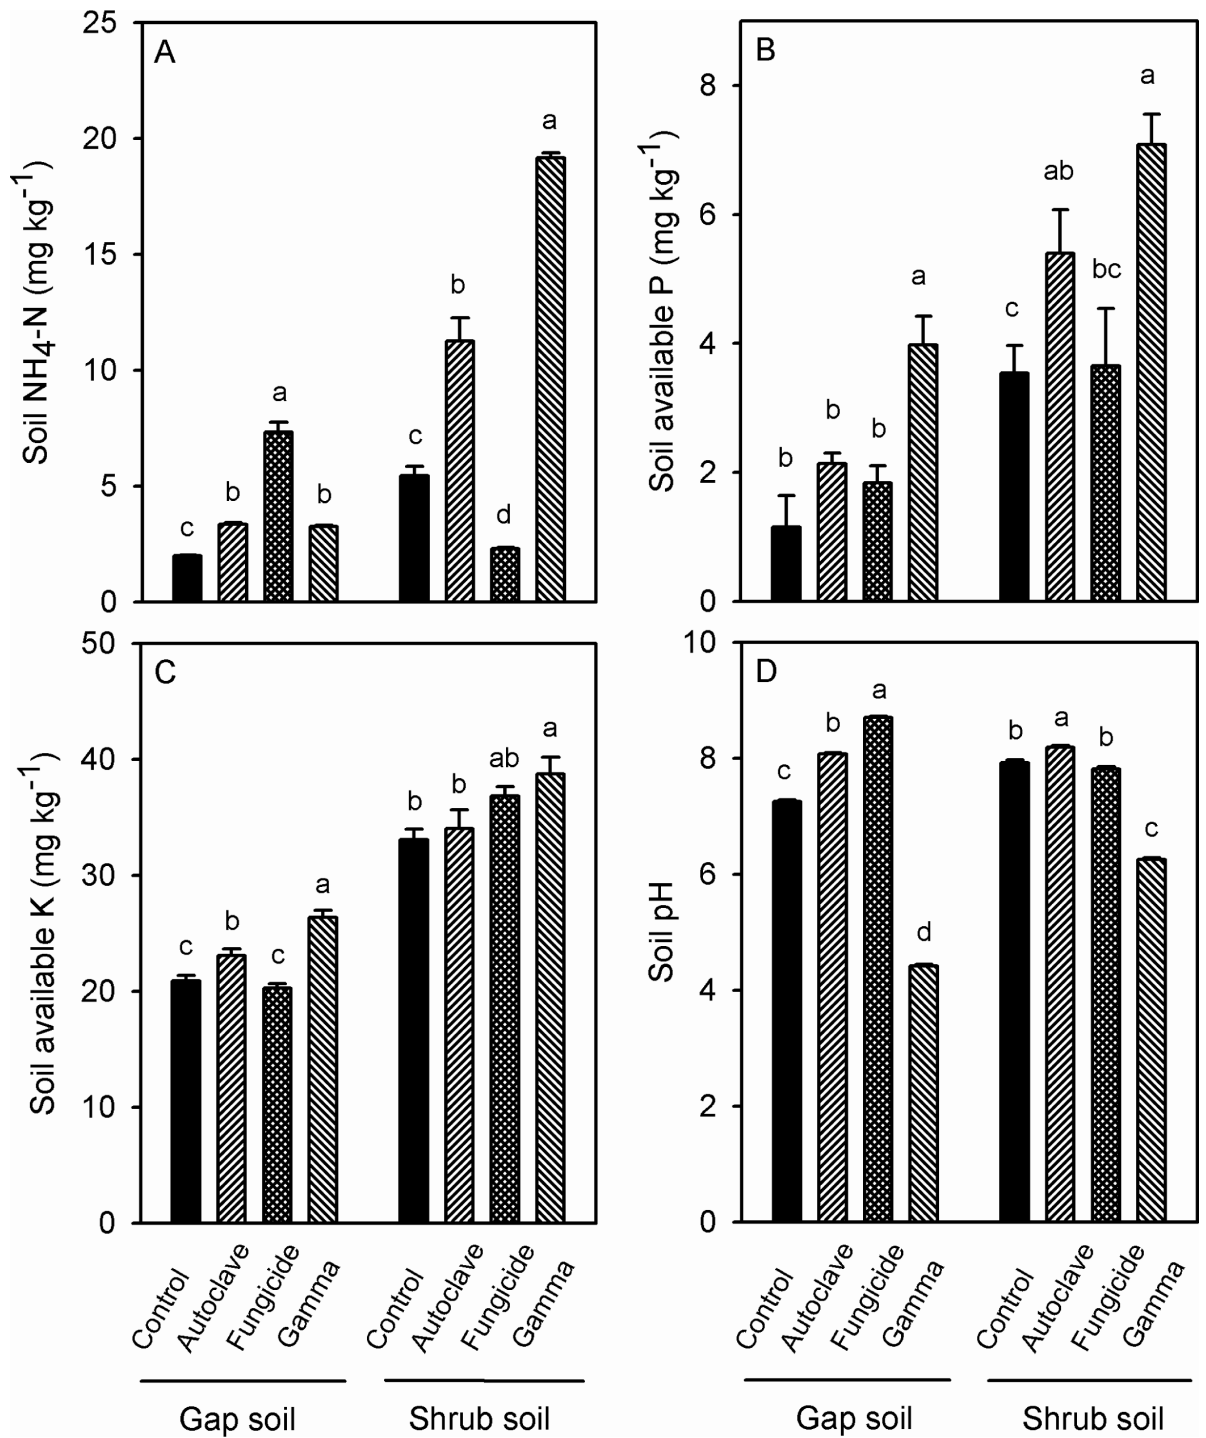 A
Soil NH4-N (mg kg-1)
25
20
15
10
5
0
c
b
a
b
c
b
d
a
B
Soil available P (mg kg-1)
8
6
4
2
0
b
b
b
a
c
ab
bc
a
C
Soil available K (mg kg-1)
50
40
30
20
10
0
c
b
c
a
b
b
ab
a
D
Soil pH
10
8
6
4
2
0
c
b
a
d
b
a
b
c
Control
Autoclave
Fungicide
Gamma
Control
Autoclave
Fungicide
Gamma
Gap soil
Shrub soil
Control
Autoclave
Fungicide
Gamma
Control
Autoclave
Fungicide
Gamma
Gap soil
Shrub soil